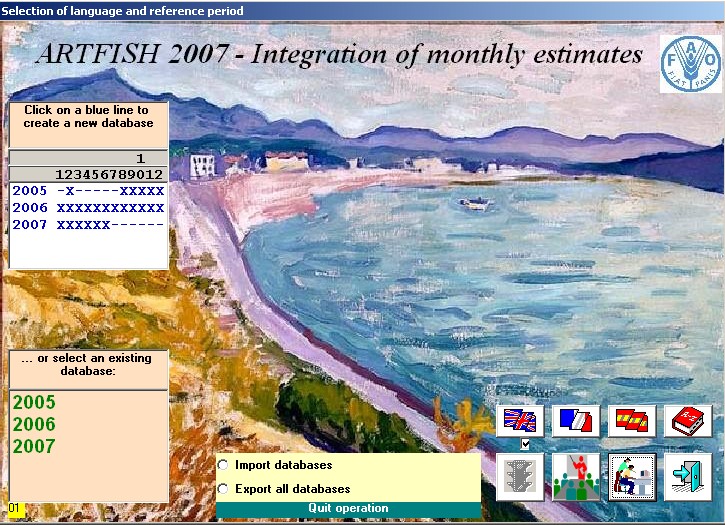 Selection of language and reference period
ARTFISH 2007 - Integration of monthly estimates
F A O
FIAT PANIS
Click on a blue line to
create a new database
1
123456789012
2005 -X-----XXXXX
2006 XXXXXXXXXXXX
2007 XXXXXX------
... or select an existing
database:
2005
2006
2007
Import databases
Export all databases
Quit operation
01